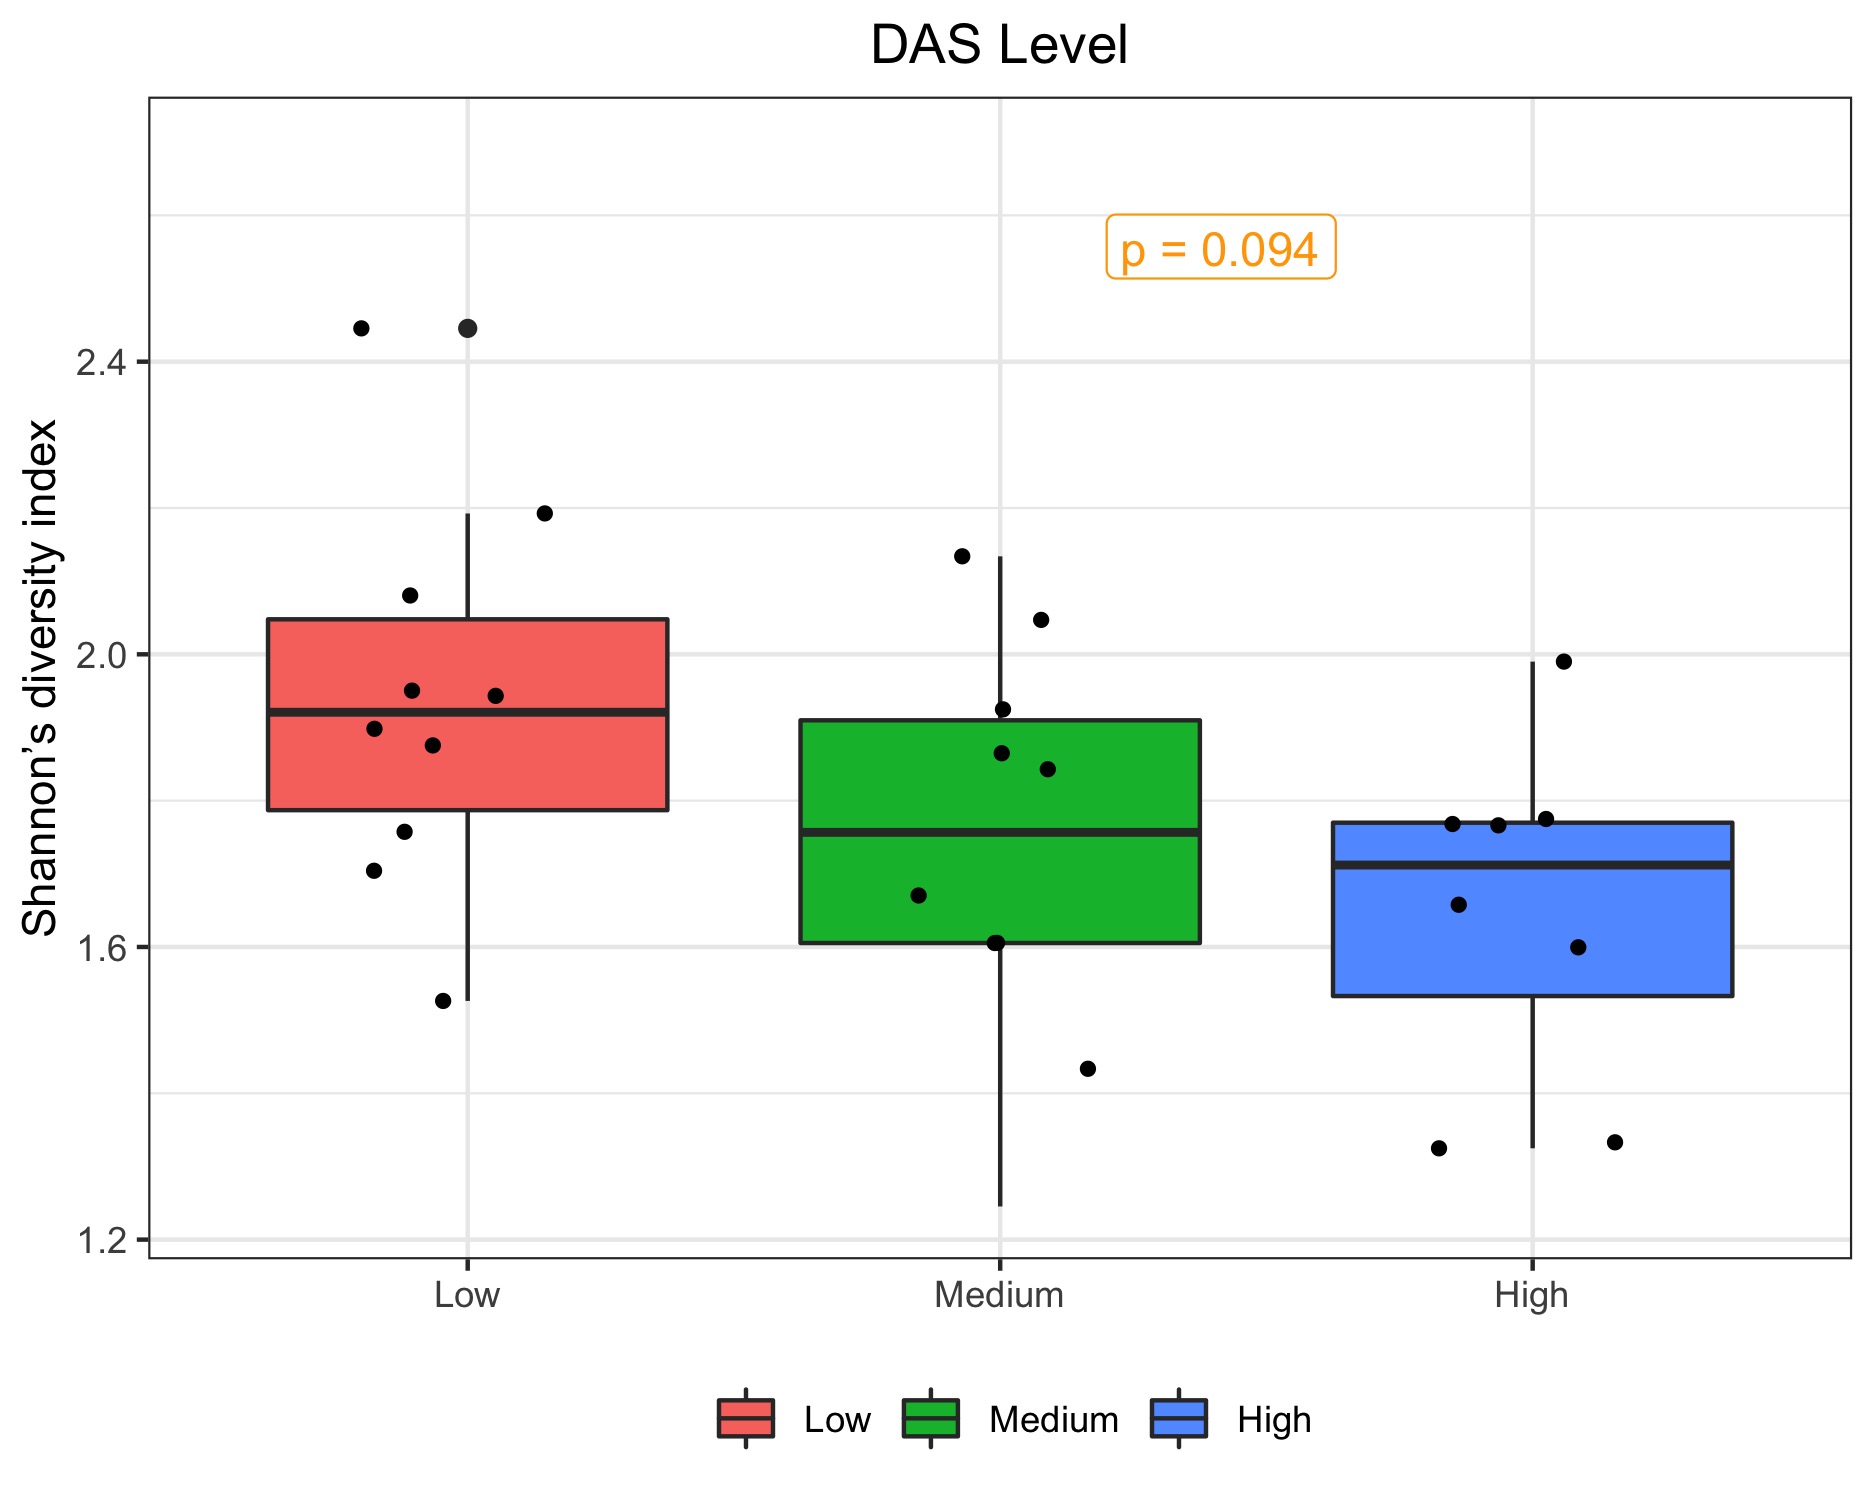 DAS Level
p = 0.094
Shannon’s diversity index
2.4
2.0
1.6
1.2
Low Medium High
Low Medium High